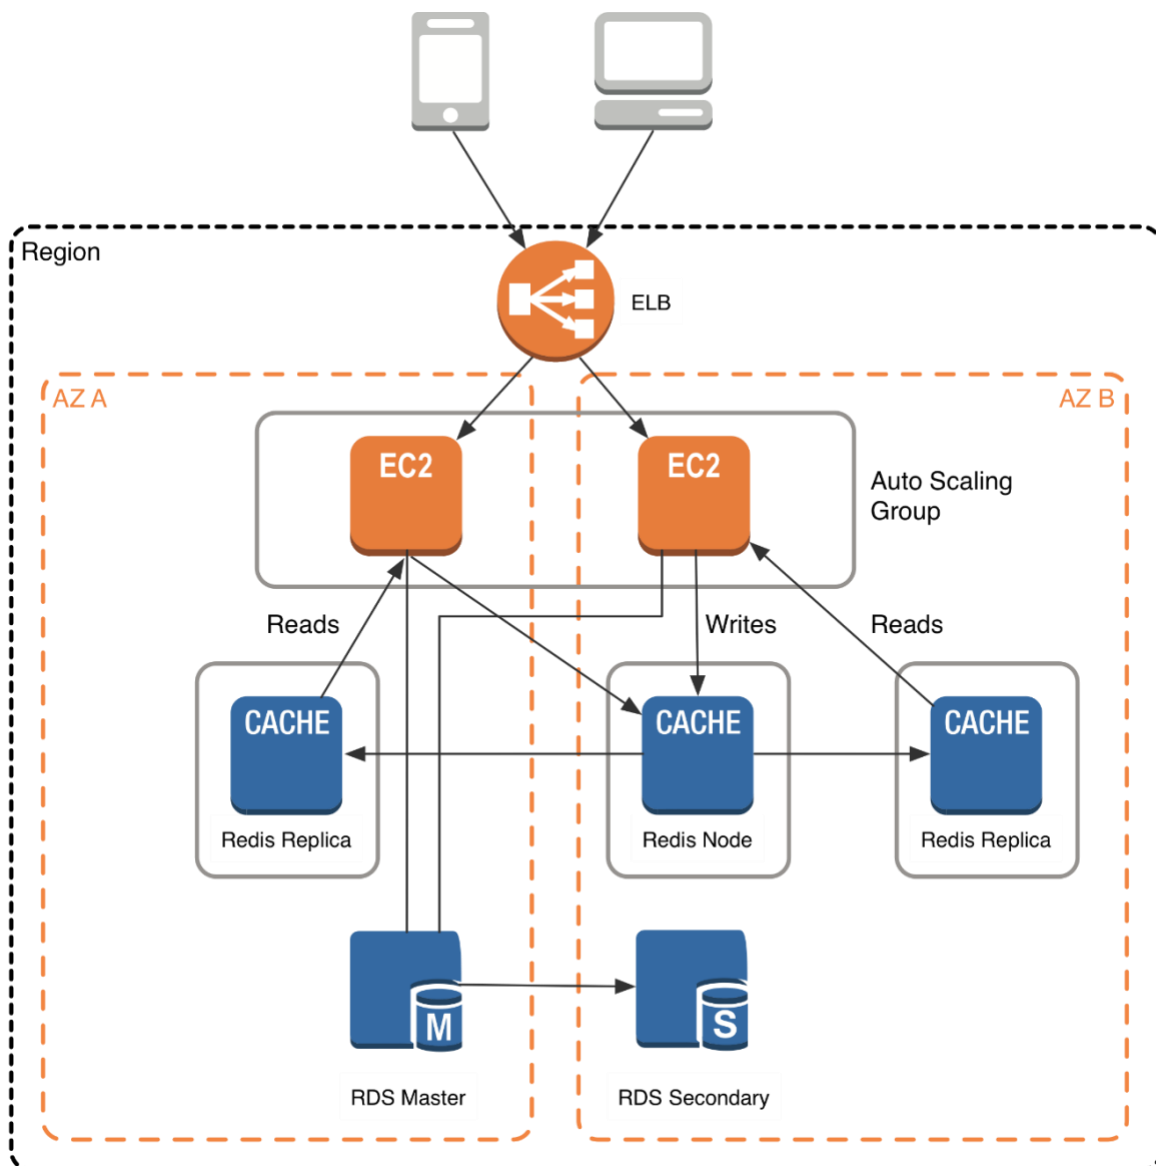 Region
ELB
AZ A
AZ B
EC2
EC2
Auto Scaling
Group
Reads
Writes
Reads
CACHE
CACHE
CACHE
Redis Replica
Redis Node
Redis Replica
M
S
RDS Master
RDS Secondary